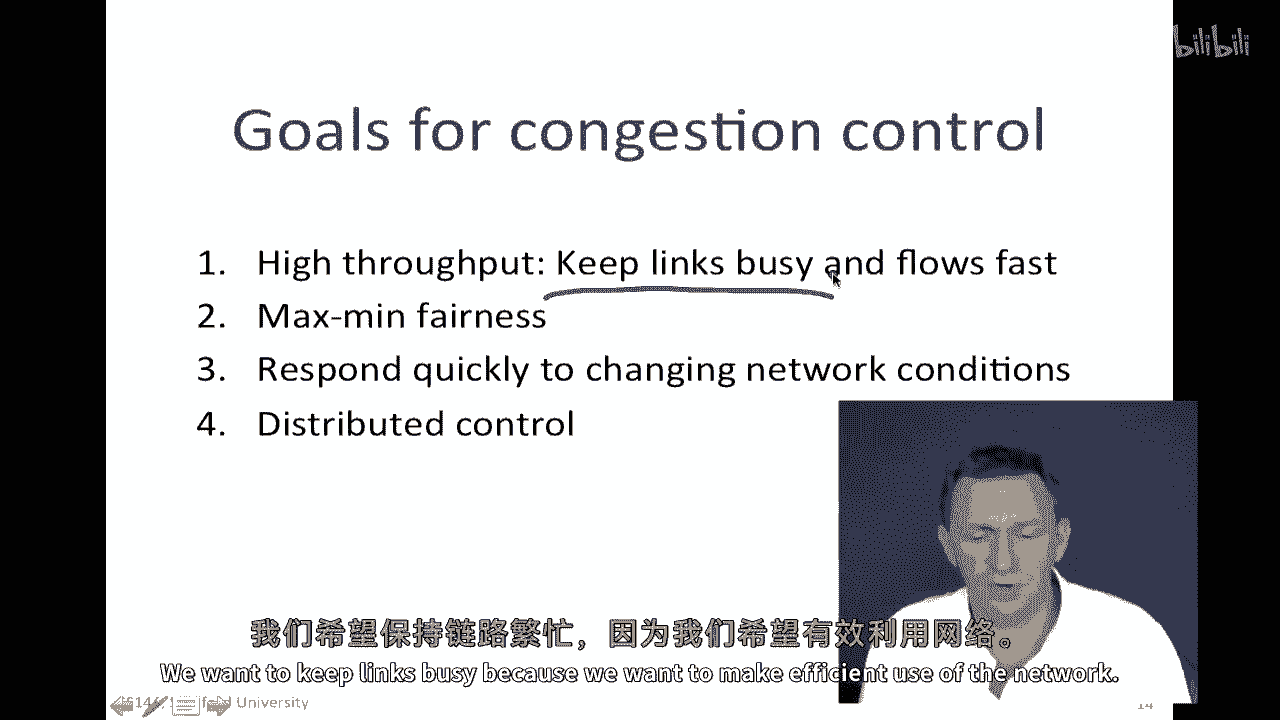 bilibili
Goals for congestion control
1. High throughput: Keep links busy and flows fast
2. Max-min fairness
3. Respond quickly to changing network conditions
4. Distributed control
我们希望保持链路繁忙，因为我们希望有效利用网络。
We want to keep links busy because we want to make efficient use of the network.
University
14